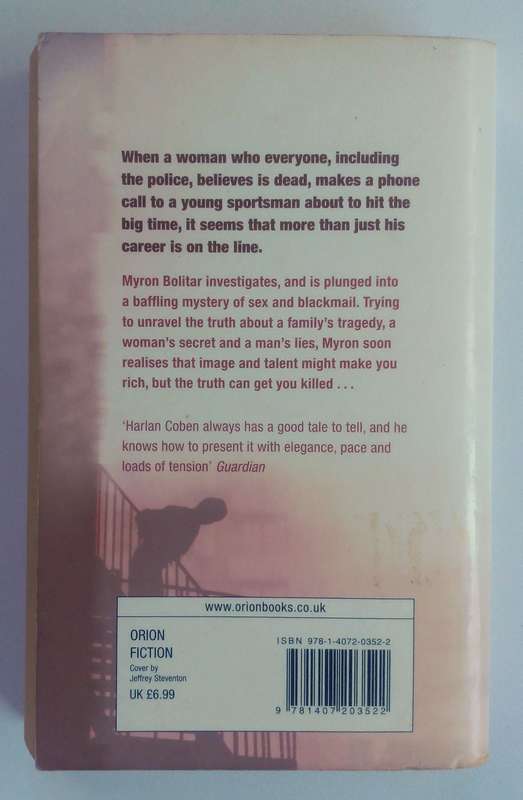 When a woman who everyone, including
the police, believes is dead, makes a phone
call to a young sportsman about to hit the
big time, it seems that more than just his
career is on the line.
Myron Bolitar investigates, and is plunged into
a baffling mystery of sex and blackmail. Trying
to unravel the truth about a family's tragedy, a
woman's secret and a man's lies, Myron soon
realises that image and talent might make you
rich, but the truth can get you killed . . .
'Harlan Coben always has a good tale to tell, and he
knows how to present it with elegance, pace and
loads of tension' Guardian
www.orionbooks.co.uk
ORION
FICTION
Cover by
Jeffrey Steventon
UK £6.99
ISBN 978-1-4072-0352-2
9 781407 203522